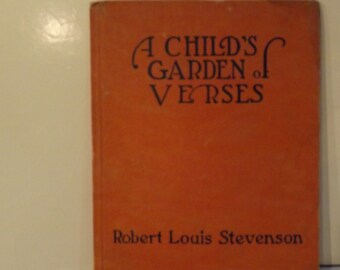 A CHILD'S
GARDEN of
VERSES
Robert Louis Stevenson